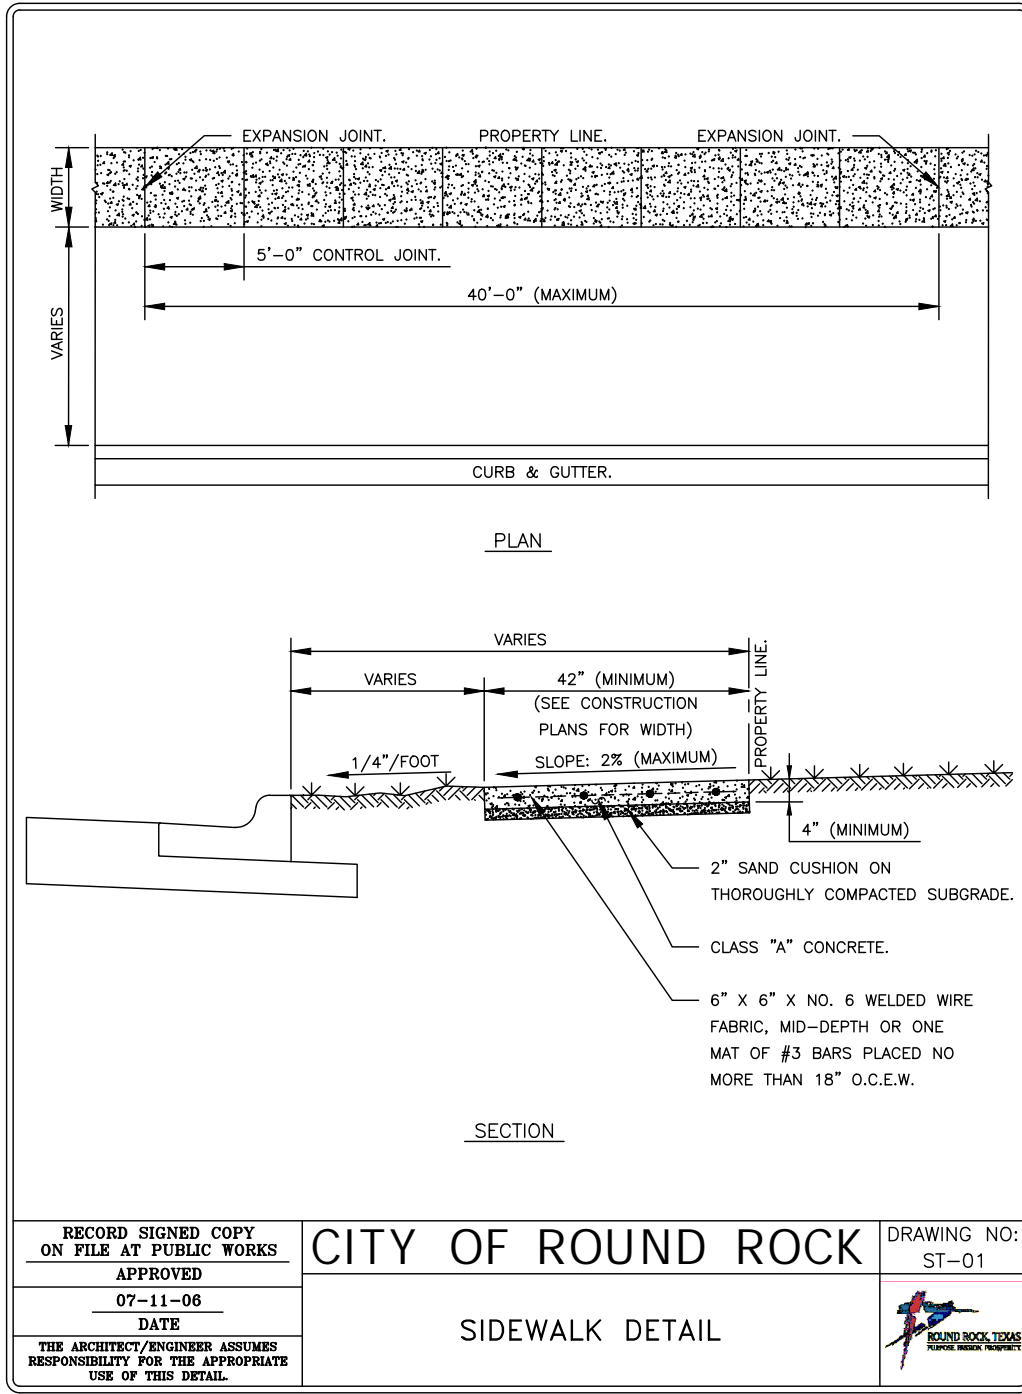 EXPANSION JOINT.
PROPERTY LINE.
EXPANSION JOINT.
WIDTH
5'-0" CONTROL JOINT.
40'-0" (MAXIMUM)
VARIES
CURB & GUTTER.
PLAN
VARIES
VARIES
42" (MINIMUM)
(SEE CONSTRUCTION
PLANS FOR WIDTH)
PROPERTY LINE.
1/4"/FOOT
SLOPE: 2% (MAXIMUM)
4" (MINIMUM)
2" SAND CUSHION ON
THOROUGHLY COMPACTED SUBGRADE.
CLASS "A" CONCRETE.
6" X 6" X NO. 6 WELDED WIRE
FABRIC, MID-DEPTH OR ONE
MAT OF #3 BARS PLACED NO
MORE THAN 18" O.C.E.W.
SECTION
RECORD SIGNED COPY
ON FILE AT PUBLIC WORKS
APPROVED
07-11-06
DATE
THE ARCHITECT/ENGINEER ASSUMES
RESPONSIBILITY FOR THE APPROPRIATE
USE OF THIS DETAIL.
CITY OF ROUND ROCK
SIDEWALK DETAIL
DRAWING NO:
ST-01
ROUND ROCK, TEXAS
PURPOSE. PASSION. PROSPERITY.